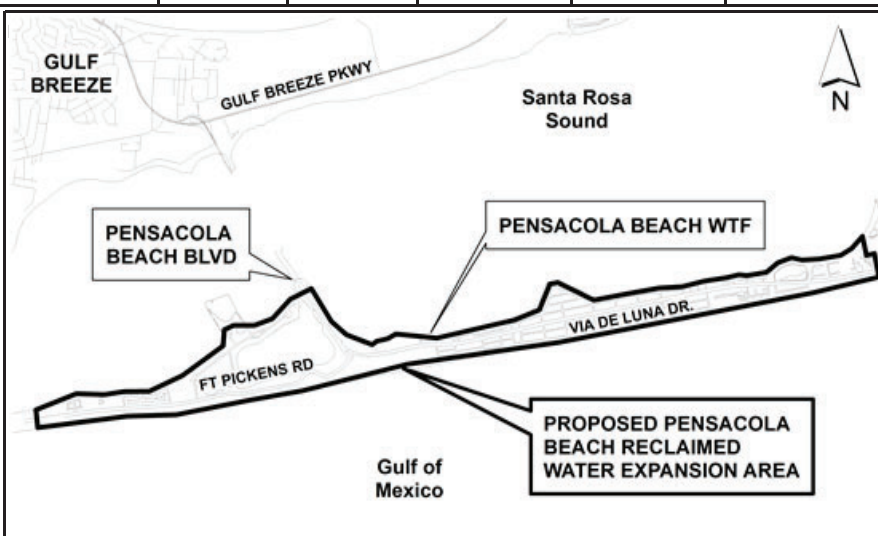 GULF
BREEZE
GULF BREEZE PKWY
Santa Rosa
Sound
N
PENSACOLA
BEACH BLVD
PENSACOLA BEACH WTF
VIA DE LUNA DR.
FT PICKENS RD
PROPOSED PENSACOLA
BEACH RECLAIMED
WATER EXPANSION AREA
Gulf of
Mexico